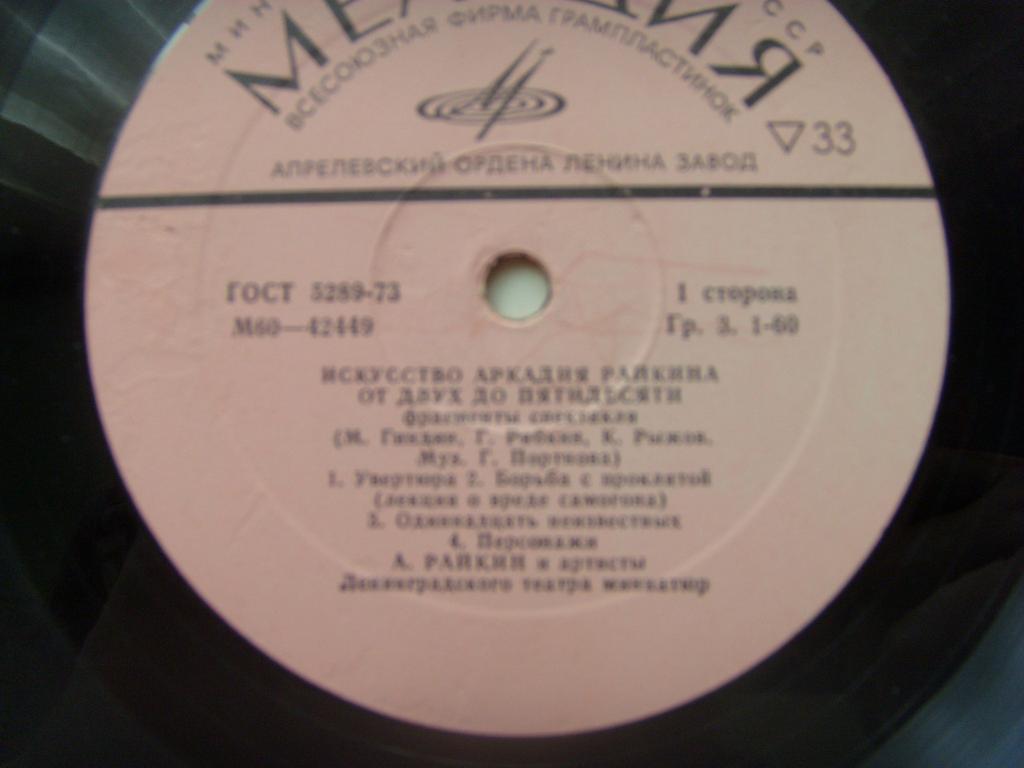 МИН ССР
МЕЛОДИЯ
ВСЕСОЮЗНАЯ ФИРМА ГРАМПЛАСТИНОК
33
АПРЕЛЕВСКИЙ ОРДЕНА ЛЕНИНА ЗАВОД
ГОСТ 5289-73
М60—42449
1 сторона
Гр. 3. 1-60
ИСКУССТВО АРКАДИЯ РАЙКИНА
ОТ ДВУХ ДО ПЯТИДЕСЯТИ
фрагменты спектакля
(М. Гиндин, Г. Рябкин, К. Рыжов.
Муз. Г. Портнова)
1. Увертюра 2. Борьба с проклятой
(лекция о вреде самогона)
3. Одиннадцать неизвестных
4. Персонажи
А. РАЙКИН и артисты
Ленинградского театра миниатюр